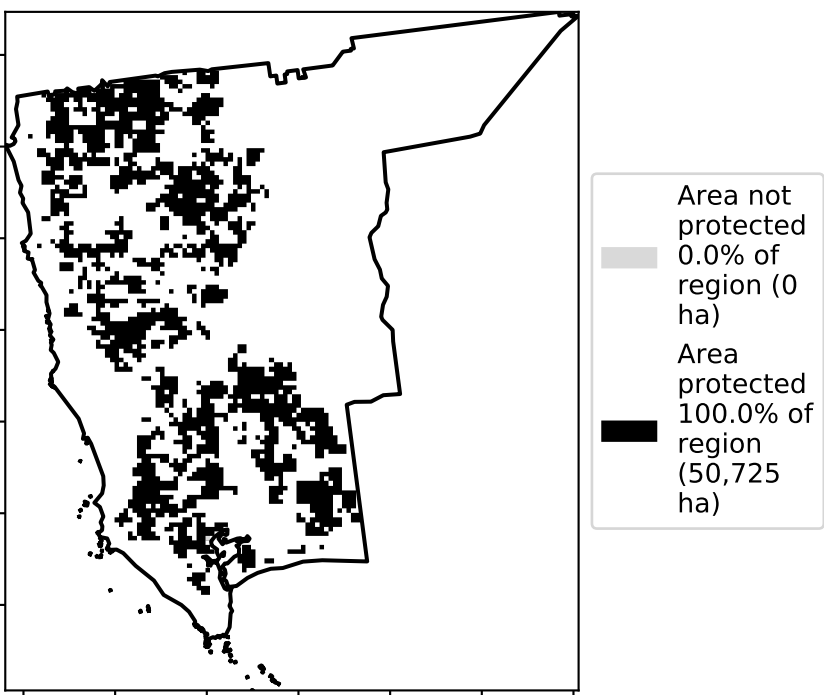 Area not
protected
0.0% of
region (0
ha)
Area
protected
100.0% of
region
(50,725
ha)